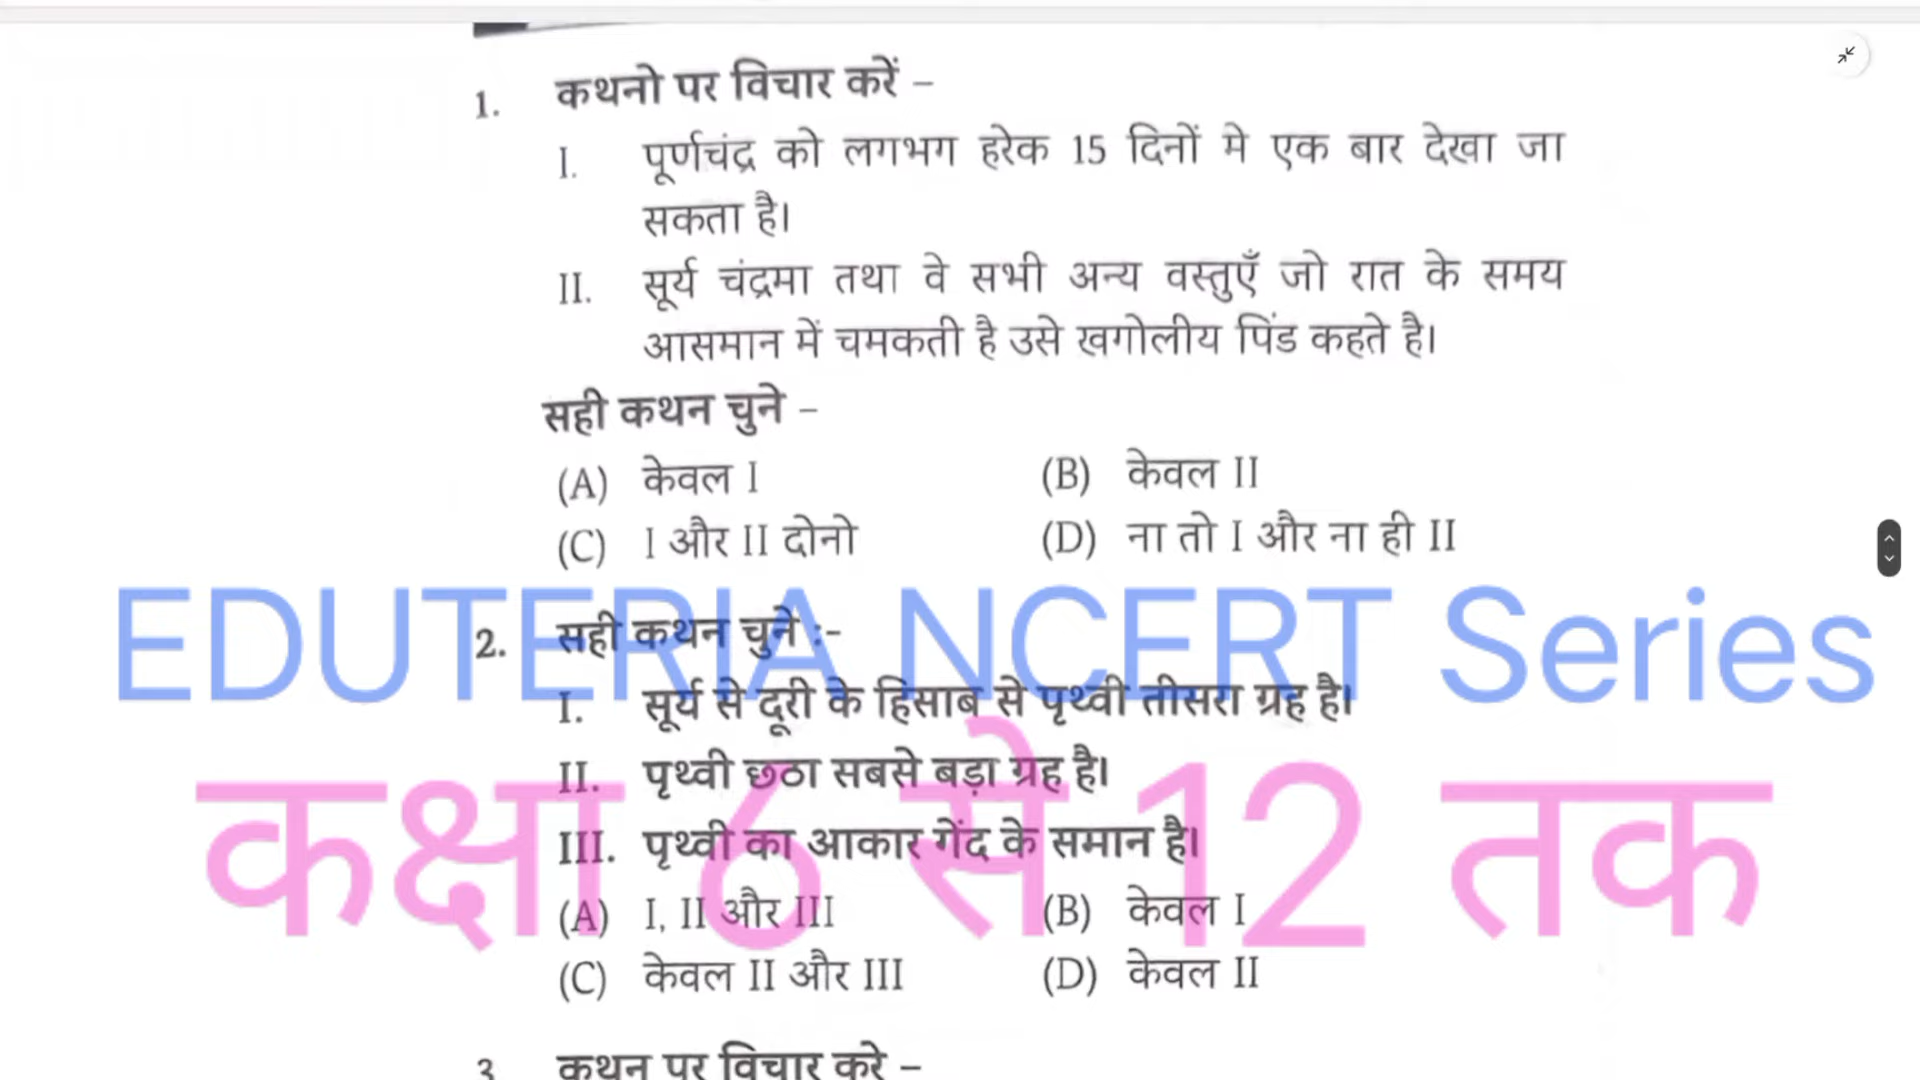 1. कथनो पर विचार करें –
I. पूर्णचंद्र को लगभग हरेक 15 दिनों मे एक बार देखा जा
सकता है।
II. सूर्य चंद्रमा तथा वे सभी अन्य वस्तुएँ जो रात के समय
आसमान में चमकती है उसे खगोलीय पिंड कहते है।
सही कथन चुने –
(A) केवल I (B) केवल II
(C) I और II दोनो (D) ना तो I और ना ही II
EDUTERIA NCERT Series
2. सही कथन चुने :-
I. सूर्य से दूरी के हिसाब से पृथ्वी तीसरा ग्रह है।
II. पृथ्वी छठा सबसे बड़ा ग्रह है।
कक्षा 6 से 12 तक
III. पृथ्वी का आकार गेंद के समान है।
(A) I, II और III (B) केवल I
(C) केवल II और III (D) केवल II
3 कथन पर विचार करे –